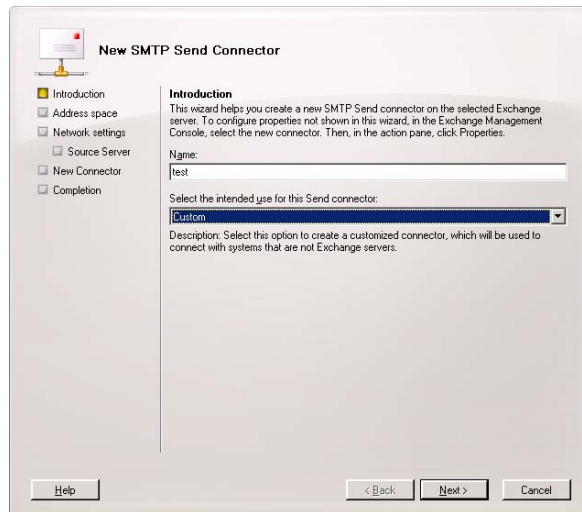 New SMTP Send Connector
Introduction
Address space
Network settings
Source Server
New Connector
Completion
Introduction
This wizard helps you create a new SMTP Send connector on the selected Exchange
server. To configure properties not shown in this wizard, in the Exchange Management
Console, select the new connector. Then, in the action pane, click Properties.
Name:
test
Select the intended use for this Send connector:
Custom
Description: Select this option to create a customized connector, which will be used to
connect with systems that are not Exchange servers.
Help
< Back
Next >
Cancel